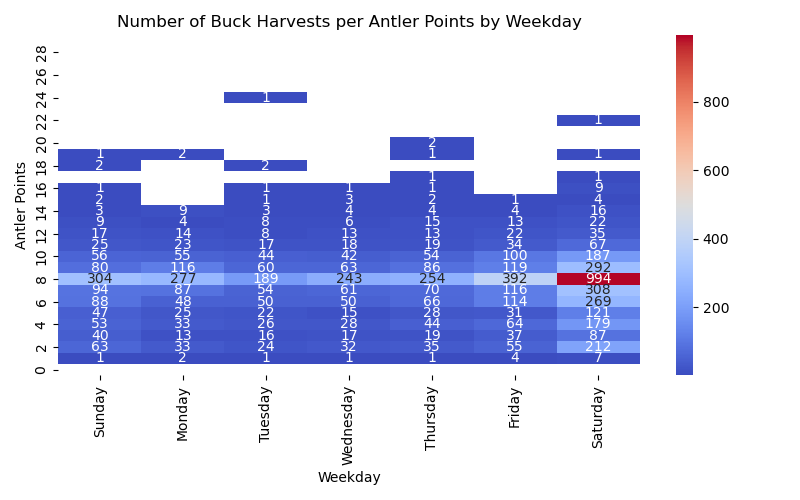 Number of Buck Harvests per Antler Points by Weekday
28
26
24 1
22 1
20 2
1 2 1 1
18 2 2
1 1
16 1 1 1 1 9
2 1 3 2 1 4
14 3 9 3 4 4 4 16
9 4 8 6 15 13 22
12 17 14 8 13 13 22 35
25 23 17 18 19 34 67
10 56 55 44 42 54 100 187
80 116 60 63 86 119 292
8 304 277 189 243 254 392 994
94 87 54 61 70 116 308
6 88 48 50 50 66 114 269
47 25 22 15 28 31 121
4 53 33 26 28 44 64 179
40 33 16 17 19 37 87
2 63 33 24 32 35 55 212
1 2 1 1 1 4 7
0
Antler Points
Sunday Monday Tuesday Wednesday Thursday Friday Saturday
Weekday
800
600
400
200